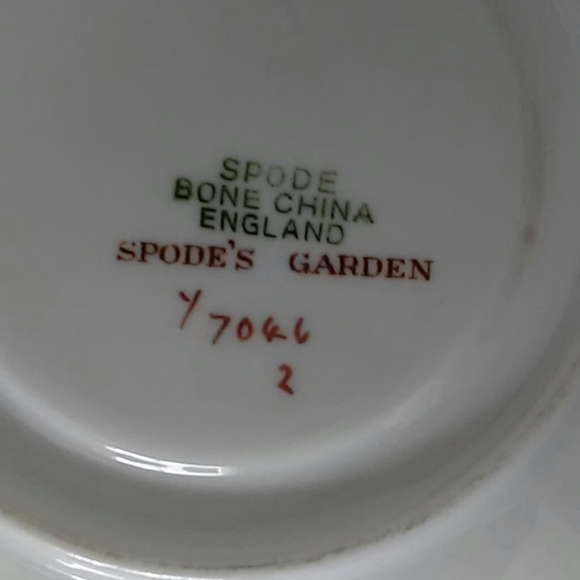 SPODE
BONE CHINA
ENGLAND
SPODE'S GARDEN
Y7046
2